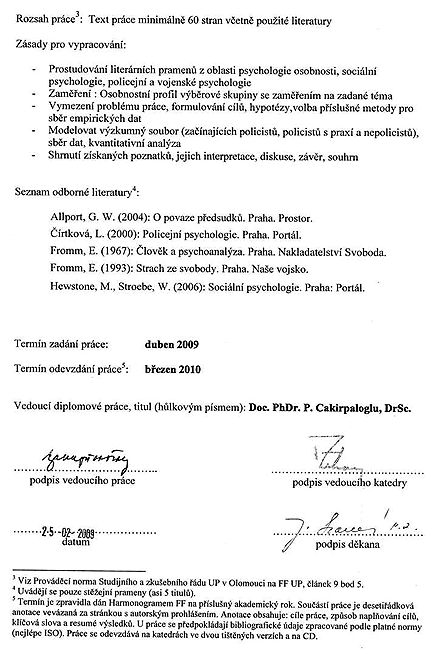 Rozsah práce3: Text práce minimálně 60 stran včetně použité literatury
Zásady pro vypracování:
- Prostudování literárních pramenů z oblasti psychologie osobnosti, sociální
psychologie, policejní a vojenské psychologie
- Zaměření : Osobnostní profil výběrové skupiny se zaměřením na zadané téma
- Vymezení problému práce, formulování cílů, hypotézy,volba příslušné metody pro
sběr empirických dat
- Modelovat výzkumný soubor (začínajících policistů, policistů s praxí a nepolicistů),
sběr dat, kvantitativní analýza
- Shrnutí získaných poznatků, jejich interpretace, diskuse, závěr, souhrn
Seznam odborné literatury4:
Allport, G. W. (2004): O povaze předsudků. Praha. Prostor.
Čírtková, L. (2000): Policejní psychologie. Praha. Portál.
Fromm, E. (1967): Člověk a psychoanalýza. Praha. Nakladatelství Svoboda.
Fromm, E. (1993): Strach ze svobody. Praha. Naše vojsko.
Hewstone, M., Stroebe, W. (2006): Sociální psychologie. Praha: Portál.
Termín zadání práce: duben 2009
Termín odevzdání práce5: březen 2010
Vedoucí diplomové práce, titul (hůlkovým písmem): Doc. PhDr. P. Cakirpaloglu, DrSc.
podpis vedoucího práce
podpis vedoucího katedry
25-02-2009
datum
podpis děkana
3 Viz Prováděcí norma Studijního a zkušebního řádu UP v Olomouci na FF UP, článek 9 bod 5.
4 Uvádějí se pouze stěžejní prameny (asi 5 titulů).
5 Termín je zpravidla dán Harmonogramem FF na příslušný akademický rok. Součástí práce je desetiřádková
anotace vevázaná za stránkou s autorským prohlášením. Anotace obsahuje: cíle práce, způsob naplňování cílů,
klíčová slova a resumé výsledků. U práce se předpokládají bibliografické údaje zpracované podle platné normy
(nejlépe ISO). Práce se odevzdává na katedrách ve dvou tištěných verzích a na CD.